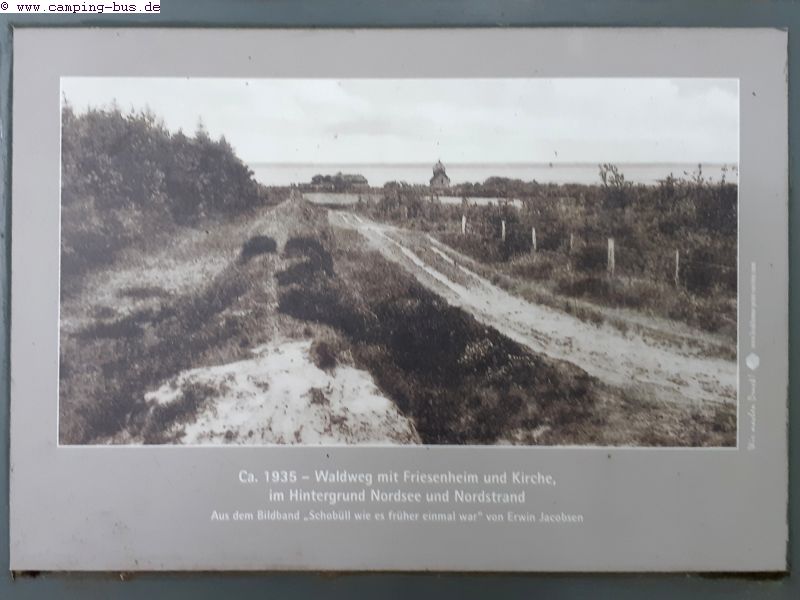 © www.camping-bus.de
Ca. 1935 – Waldweg mit Friesenheim und Kirche,
im Hintergrund Nordsee und Nordstrand
Aus dem Bildband „Schobüll wie es früher einmal war“ von Erwin Jacobsen